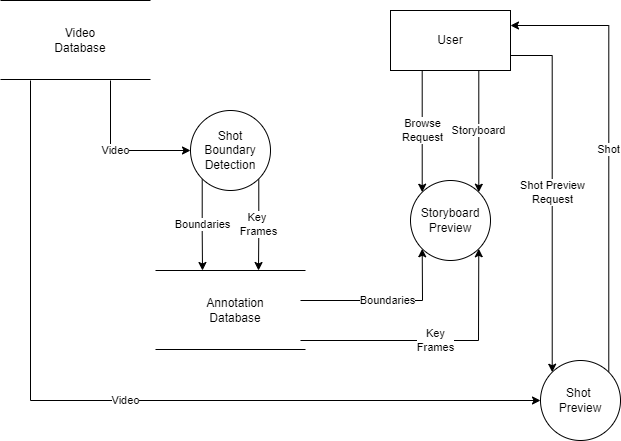 Video
Database
User
Shot
Boundary
Detection
Browse
Request
Storyboard
Video
Shot
Shot Preview
Request
Boundaries
Key
Frames
Storyboard
Preview
Annotation
Database
Boundaries
Key
Frames
Video
Shot
Preview